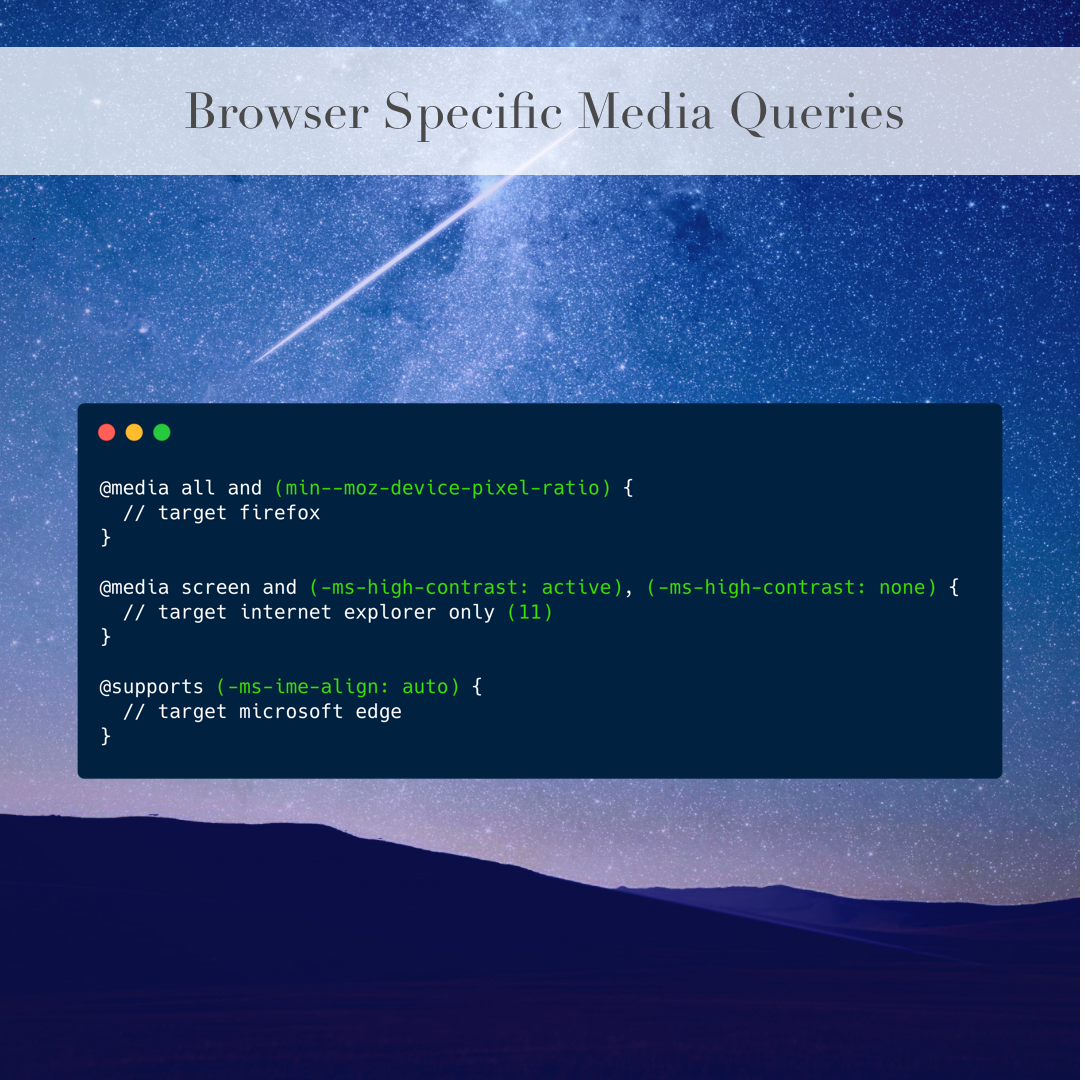 Browser Specific Media Queries
@media all and (min--moz-device-pixel-ratio) {
  // target firefox
}
@media screen and (-ms-high-contrast: active), (-ms-high-contrast: none) {
  // target internet explorer only (11)
}
@supports (-ms-ime-align: auto) {
  // target microsoft edge
}